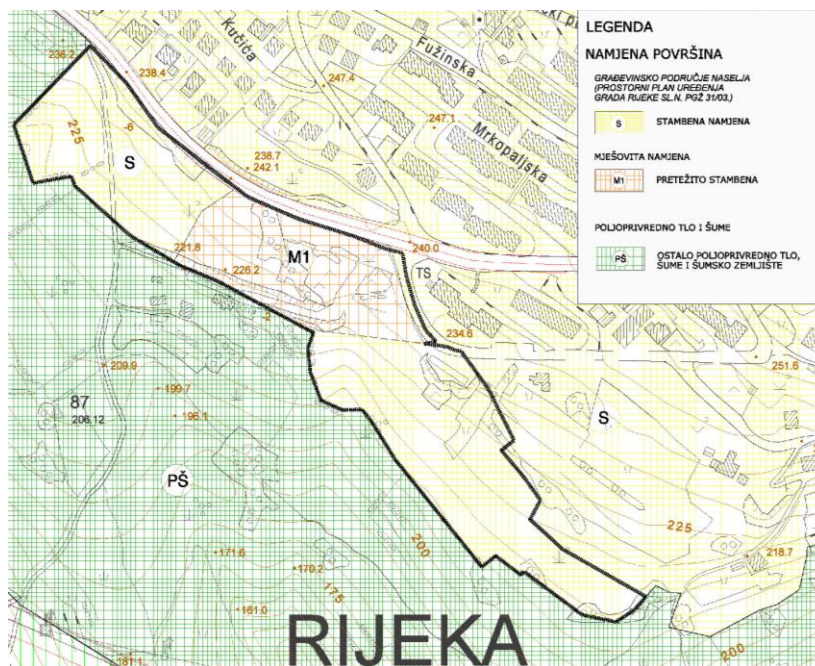 LEGENDA
NAMJENA POVRŠINA
GRAĐEVINSKO PODRUČJE NASELJA
(PROSTORNI PLAN UREĐENJA
GRADA RIJEKE SL.N. PGŽ 31/03.)
S STAMBENA NAMJENA
MJEŠOVITA NAMJENA
M1 PRETEŽITO STAMBENA
POLJOPRIVREDNO TLO I ŠUME
PŠ OSTALO POLJOPRIVREDNO TLO,
ŠUME I ŠUMSKO ZEMLJIŠTE
Kučića
Fužinska
Mrkopaljska
236.2
238.4
247.4
247.1
225
-6
S
238.7
242.1
221.8
226.2
M1
240.0
TS
-2
234.6
251.6
209.9
199.7
87
206.12
196.1
S
PŠ
225
200
218.7
171.6
170.2
175
161.0
RIJEKA
200
161.1